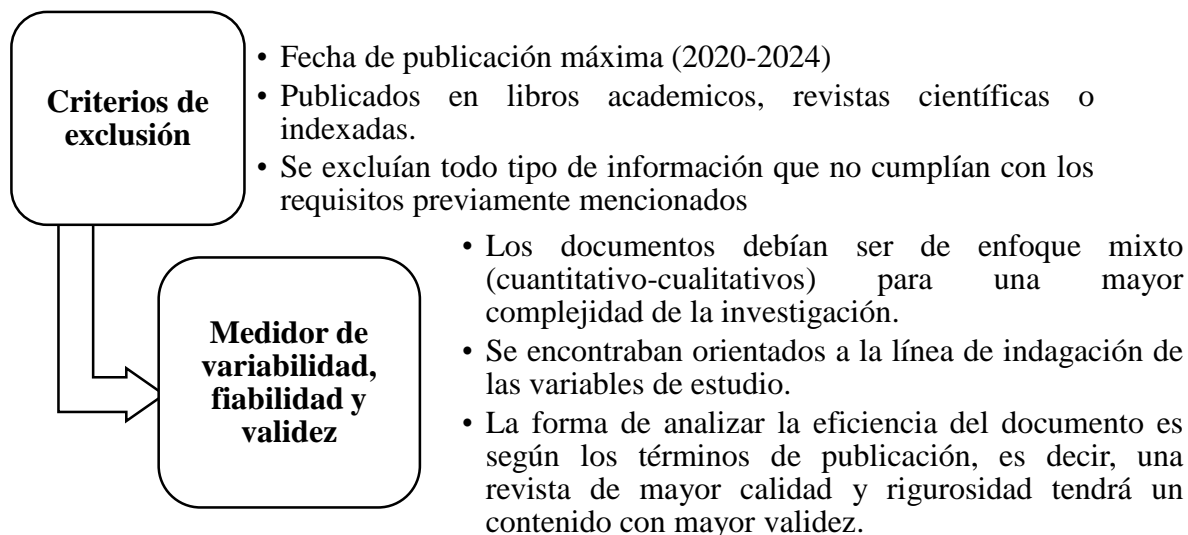 Criterios de
exclusión
• Fecha de publicación máxima (2020-2024)
• Publicados en libros academicos, revistas científicas o
indexadas.
• Se excluían todo tipo de información que no cumplían con los
requisitos previamente mencionados
Medidor de
variabilidad,
fiabilidad y
validez
• Los documentos debían ser de enfoque mixto
(cuantitativo-cualitativos) para una mayor
complejidad de la investigación.
• Se encontraban orientados a la línea de indagación de
las variables de estudio.
• La forma de analizar la eficiencia del documento es
según los términos de publicación, es decir, una
revista de mayor calidad y rigurosidad tendrá un
contenido con mayor validez.